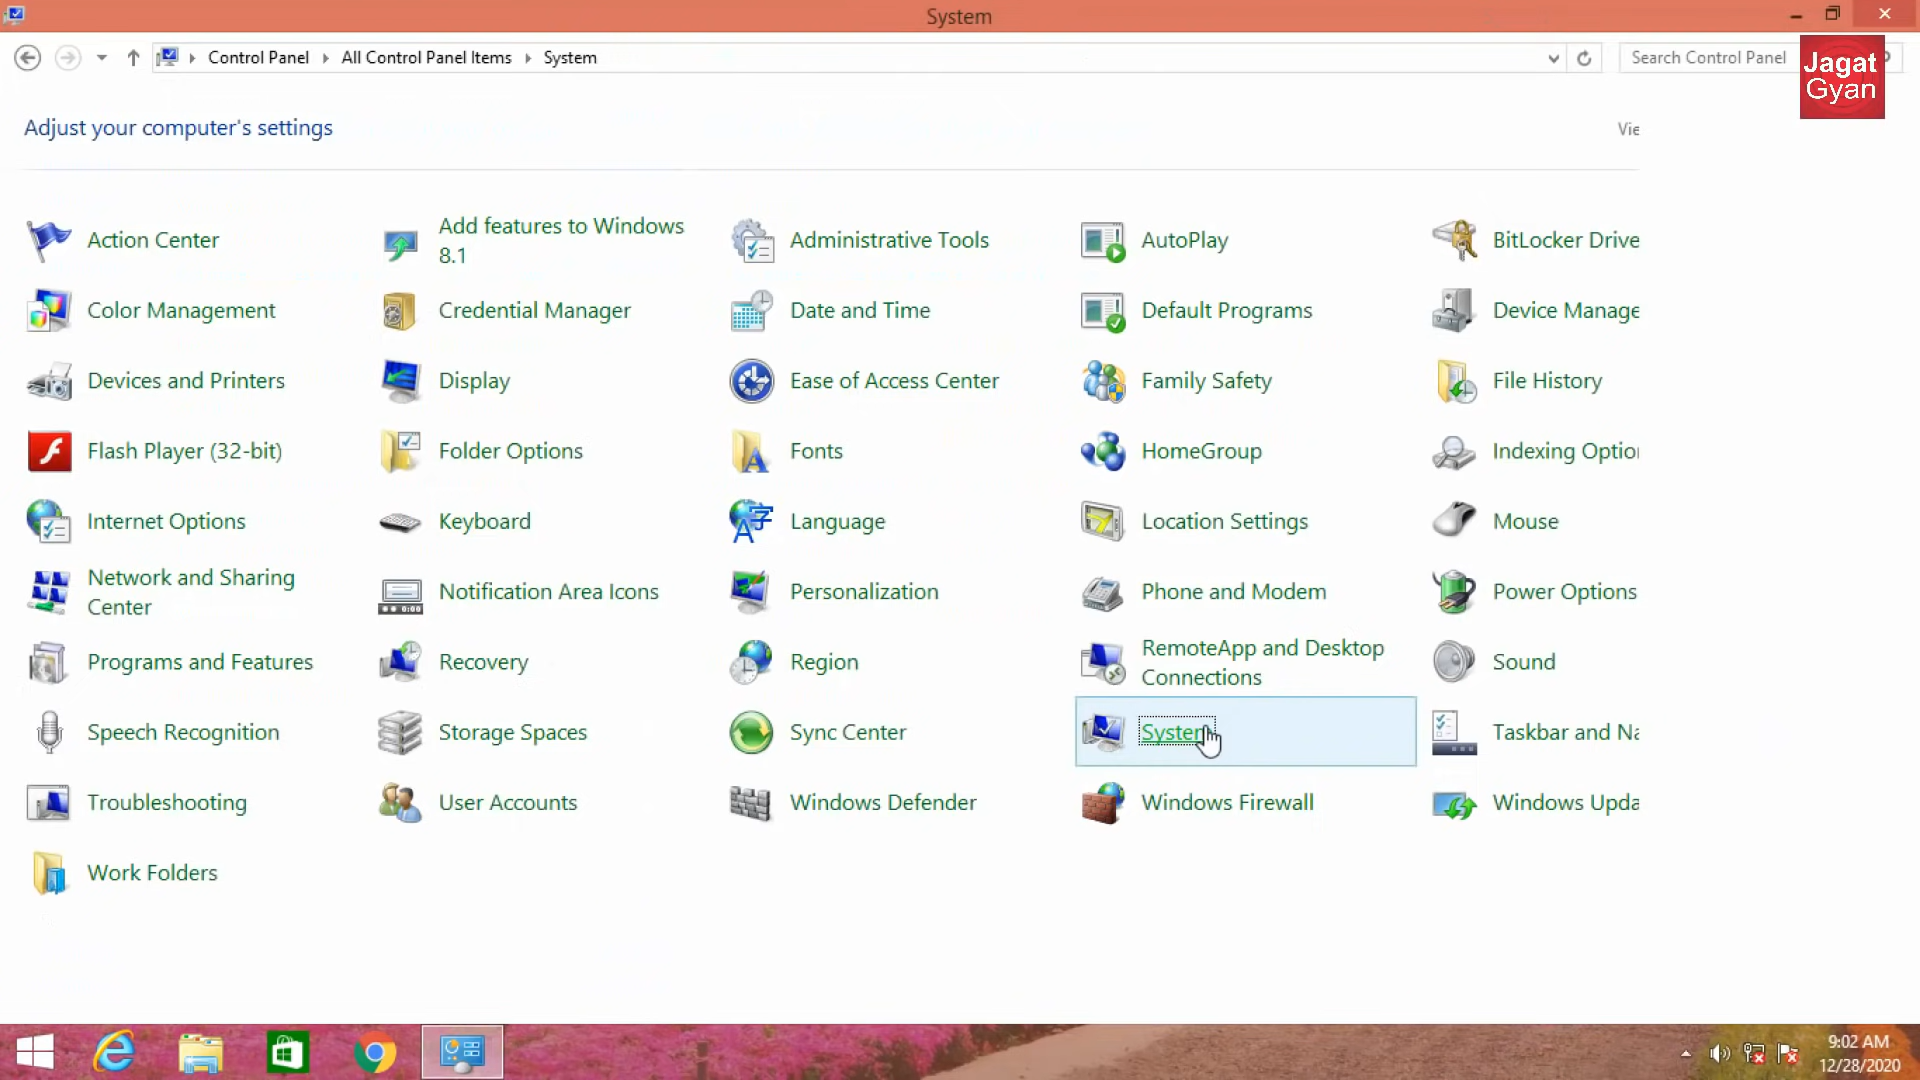 System
Control Panel
All Control Panel Items
System
Search Control Panel
Jagat
Gyan
Adjust your computer's settings
Vie
Action Center
Add features to Windows
8.1
Administrative Tools
AutoPlay
BitLocker Drive
Color Management
Credential Manager
Date and Time
Default Programs
Device Manage
Devices and Printers
Display
Ease of Access Center
Family Safety
File History
Flash Player (32-bit)
Folder Options
Fonts
HomeGroup
Indexing Optio
Internet Options
Keyboard
Language
Location Settings
Mouse
Network and Sharing
Center
Notification Area Icons
Personalization
Phone and Modem
Power Options
Programs and Features
Recovery
Region
RemoteApp and Desktop
Connections
Sound
Speech Recognition
Storage Spaces
Sync Center
System
Taskbar and Na
Troubleshooting
User Accounts
Windows Defender
Windows Firewall
Windows Upda
Work Folders
9:02 AM
12/28/2020